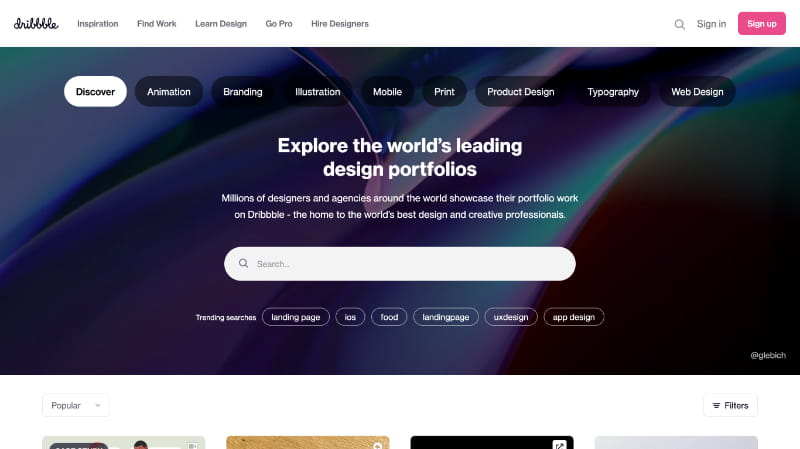 dribbble
Inspiration
Find Work
Learn Design
Go Pro
Hire Designers
Sign in
Sign up
Discover
Animation
Branding
Illustration
Mobile
Print
Product Design
Typography
Web Design
Explore the world's leading
design portfolios
Millions of designers and agencies around the world showcase their portfolio work
on Dribbble - the home to the world's best design and creative professionals.
Search...
Trending searches
landing page
ios
food
landingpage
uxdesign
app design
@glebich
Popular
Filters